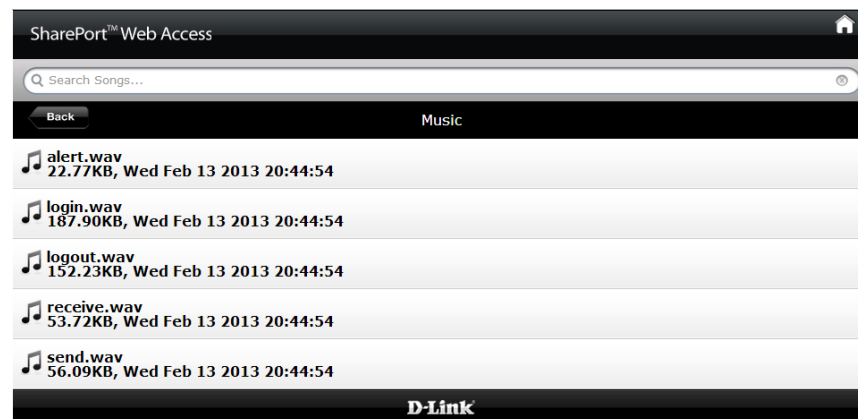 SharePort™ Web Access
Search Songs...
Back
Music
alert.wav
22.77KB, Wed Feb 13 2013 20:44:54
login.wav
187.90KB, Wed Feb 13 2013 20:44:54
logout.wav
152.23KB, Wed Feb 13 2013 20:44:54
receive.wav
53.72KB, Wed Feb 13 2013 20:44:54
send.wav
56.09KB, Wed Feb 13 2013 20:44:54
D-Link